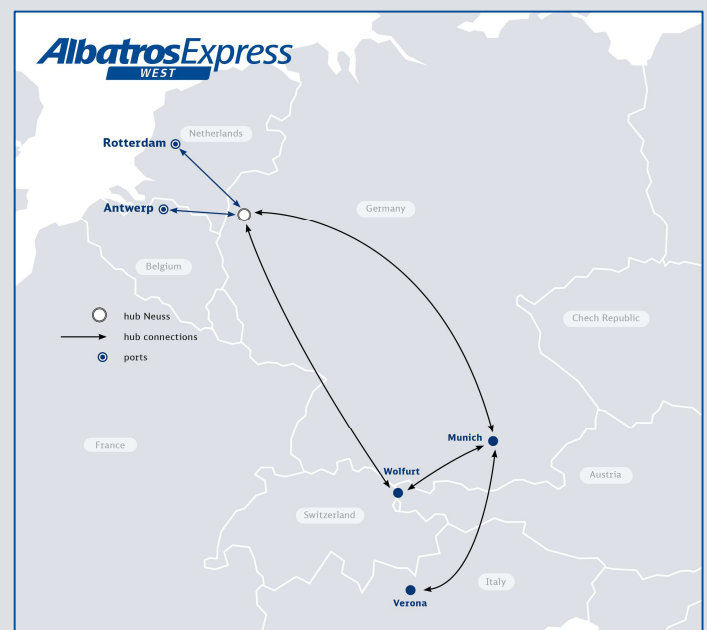 AlbatrosExpress
WEST
Netherlands
Rotterdam
Antwerp
Germany
Belgium
hub Neuss
Chech Republic
hub connections
ports
Munich
France
Wolfurt
Austria
Switzerland
Italy
Verona